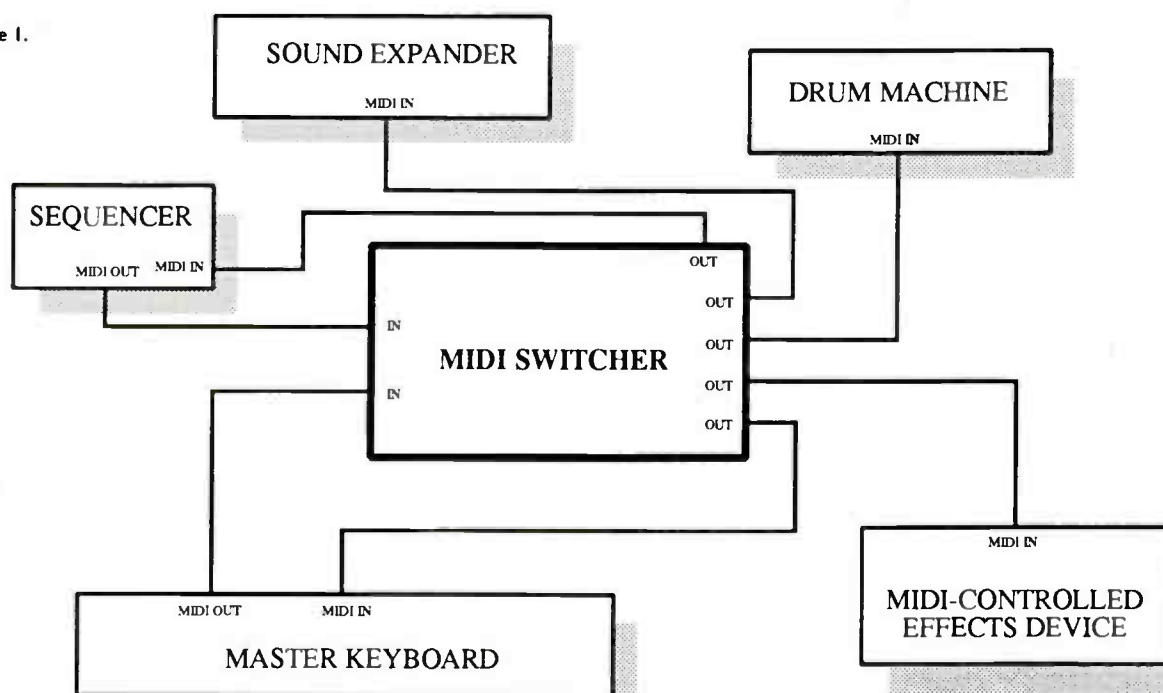 e 1.
SOUND EXPANDER
MIDI IN
DRUM MACHINE
MIDI IN
SEQUENCER
MIDI OUT
MIDI IN
OUT
OUT
IN
OUT
MIDI SWITCHER
IN
OUT
OUT
MIDI IN
MIDI-CONTROLLED
EFFECTS DEVICE
MIDI OUT
MIDI IN
MASTER KEYBOARD